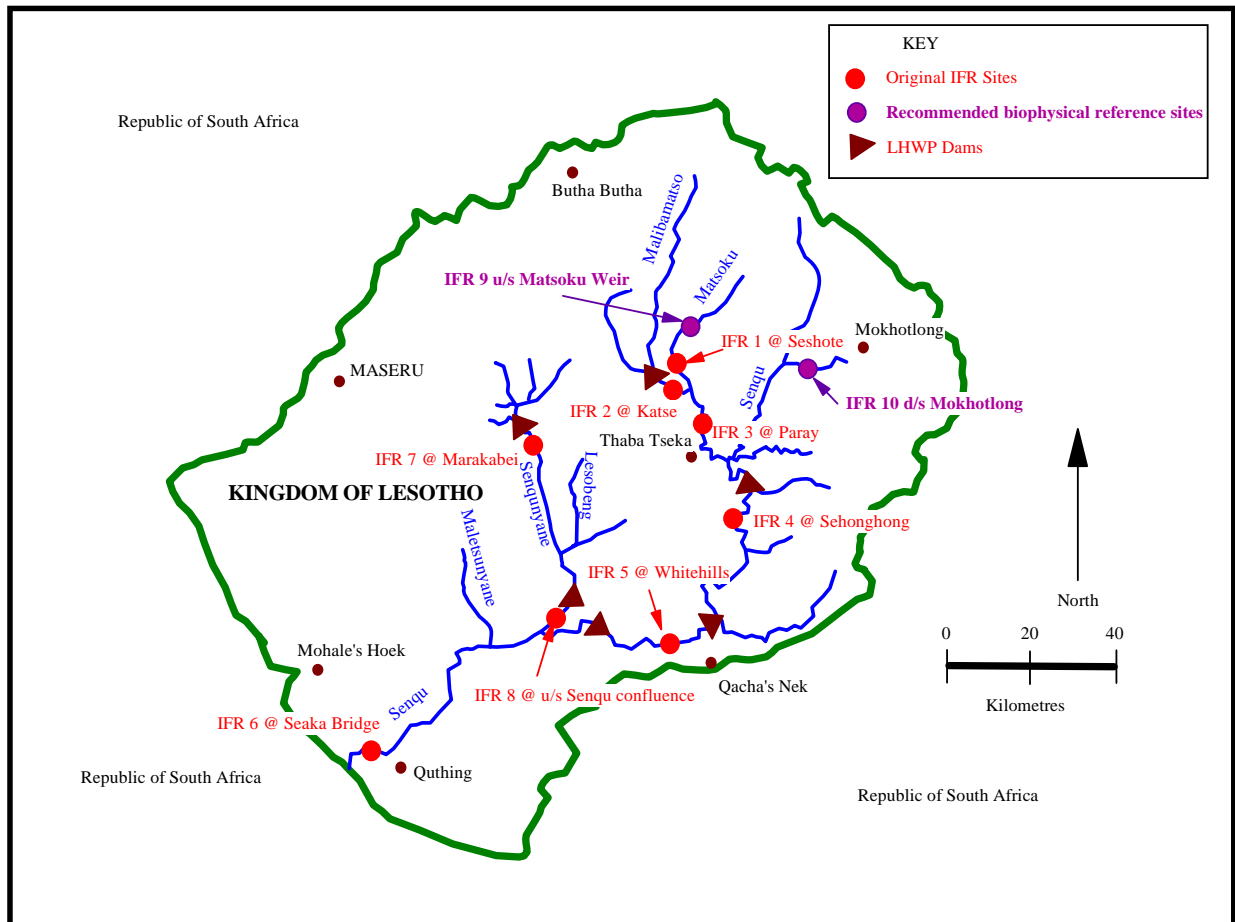 KEY
Original IFR Sites
Recommended biophysical reference sites
LHWP Dams
Republic of South Africa
Butha Butha
Malibamatso
Matsoku
IFR 9 u/s Matsoku Weir
Mokhotlong
IFR 1 @ Seshote
MASERU
Senqu
IFR 2 @ Katse
IFR 10 d/s Mokhotlong
IFR 3 @ Paray
Thaba Tseka
IFR 7 @ Marakabei
Lesobeng
KINGDOM OF LESOTHO
Senqunyane
IFR 4 @ Sehonghong
Maletsunyane
IFR 5 @ Whitehills
North
0 20 40
Kilometres
Mohale's Hoek
Qacha's Nek
IFR 8 @ u/s Senqu confluence
Senqu
IFR 6 @ Seaka Bridge
Republic of South Africa
Quthing
Republic of South Africa